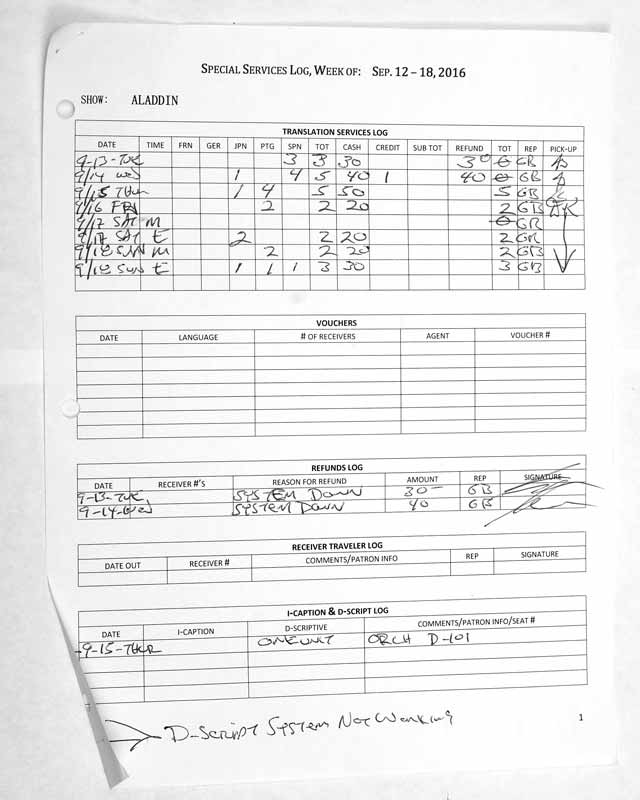 SPECIAL SERVICES LOG, WEEK OF: SEP. 12 – 18, 2016
SHOW: ALADDIN
TRANSLATION SERVICES LOG
DATE TIME FRN GER JPN PTG SPN TOT CASH CREDIT SUB TOT REFUND TOT REP PICK-UP
9-13-TUE 3 3 30 30 0 GB
9/14 WED 1 4 5 40 1 40 0 GB
9/15 THUR 1 4 5 50 5 GB
9/16 FRI 2 2 20 2 GB
9/17 SAT M 0 GB
9/17 SAT E 2 2 20 2 GB
9/18 SUN M 2 2 20 2 GB
9/18 SUN E 1 1 1 3 30 3 GB
VOUCHERS
DATE LANGUAGE # OF RECEIVERS AGENT VOUCHER #
REFUNDS LOG
DATE RECEIVER #'S REASON FOR REFUND AMOUNT REP SIGNATURE
9-13-TUE SYSTEM DOWN 30- GB
9-14-WED SYSTEM DOWN 40 GB
RECEIVER TRAVELER LOG
DATE OUT RECEIVER # COMMENTS/PATRON INFO REP SIGNATURE
I-CAPTION & D-SCRIPT LOG
DATE I-CAPTION D-SCRIPTIVE COMMENTS/PATRON INFO/SEAT #
9-15-THUR ONE UNIT ORCH D-101
D-SCRIPT SYSTEM NOT WORKING
1